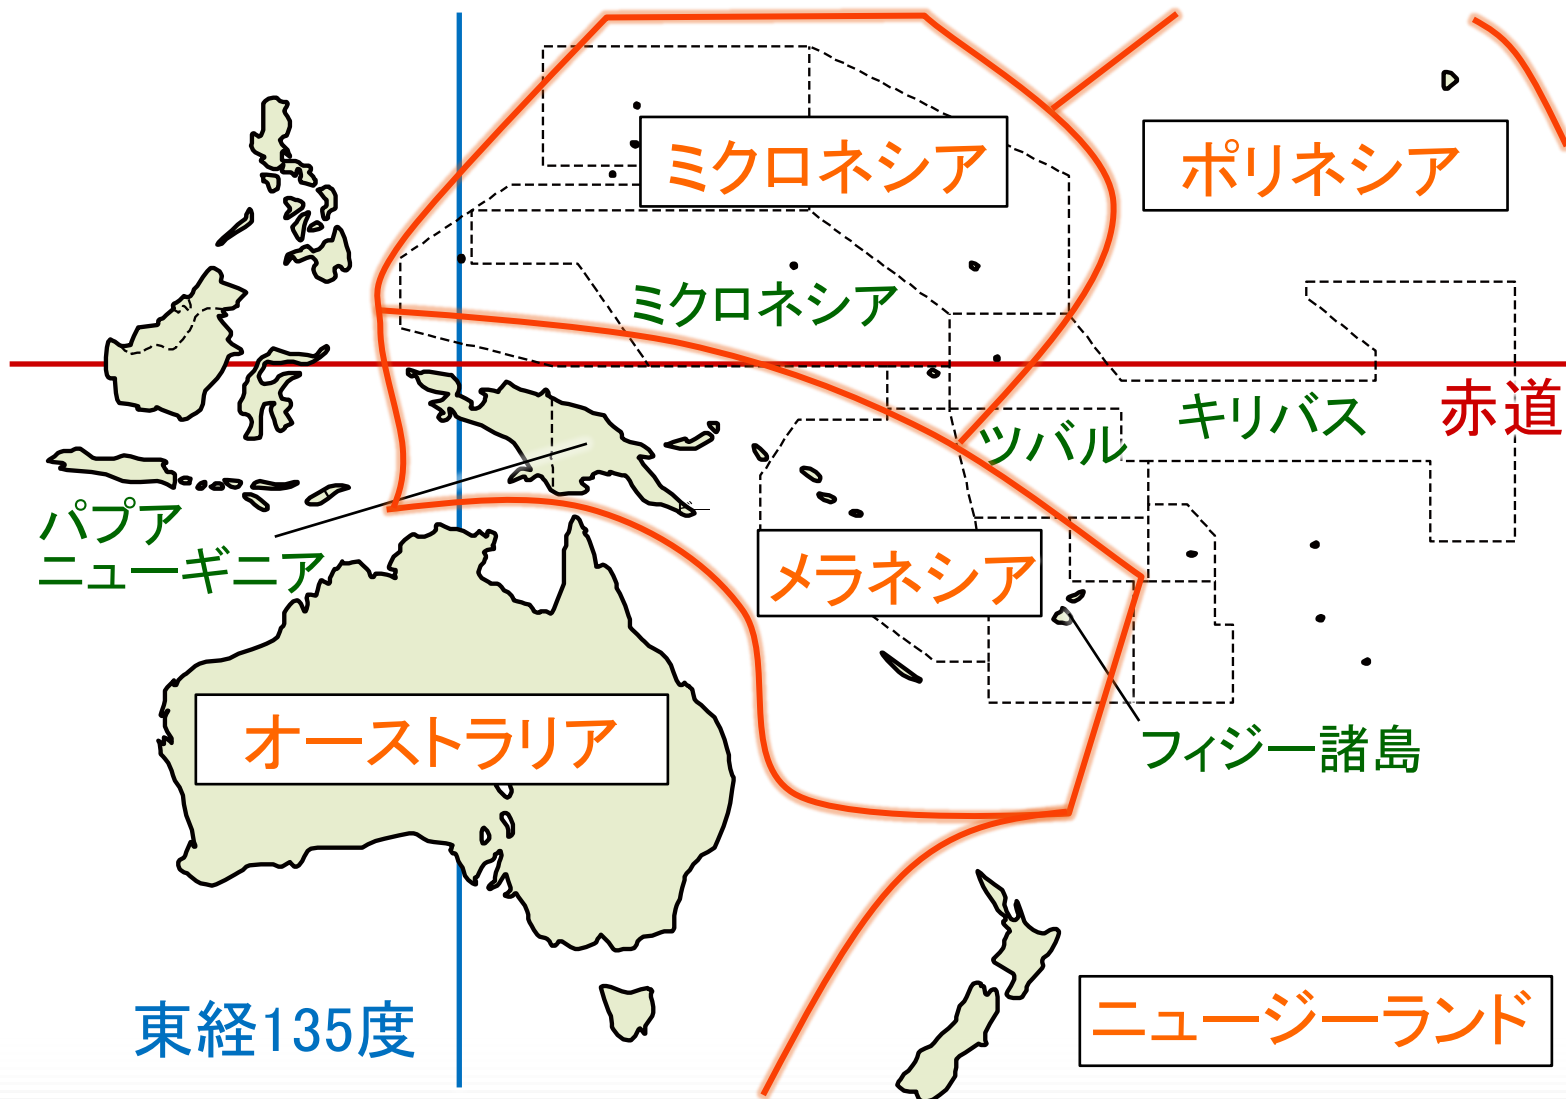 ミクロネシア
ポリネシア
ミクロネシア
赤道
キリバス
ツバル
パプア
ニューギニア
メラネシア
オーストラリア
フィジー諸島
東経135度
ニュージーランド